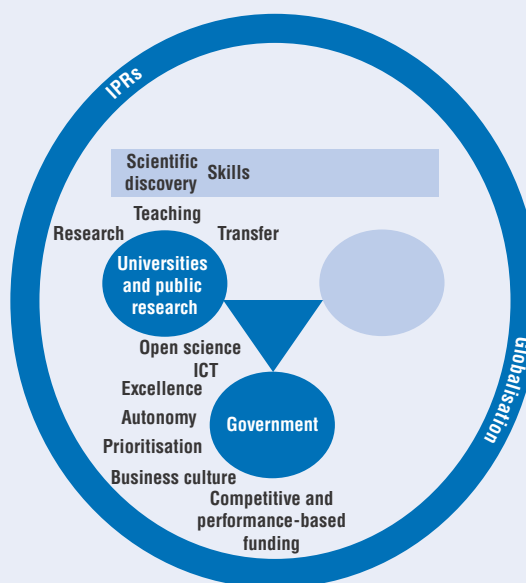 IPRs
Scientific
discovery
Skills
Teaching
Research
Transfer
Universities
and public
research
Open science
ICT
Excellence
Autonomy
Government
Prioritisation
Business culture
Competitive and
performance-based
funding
Globalisation